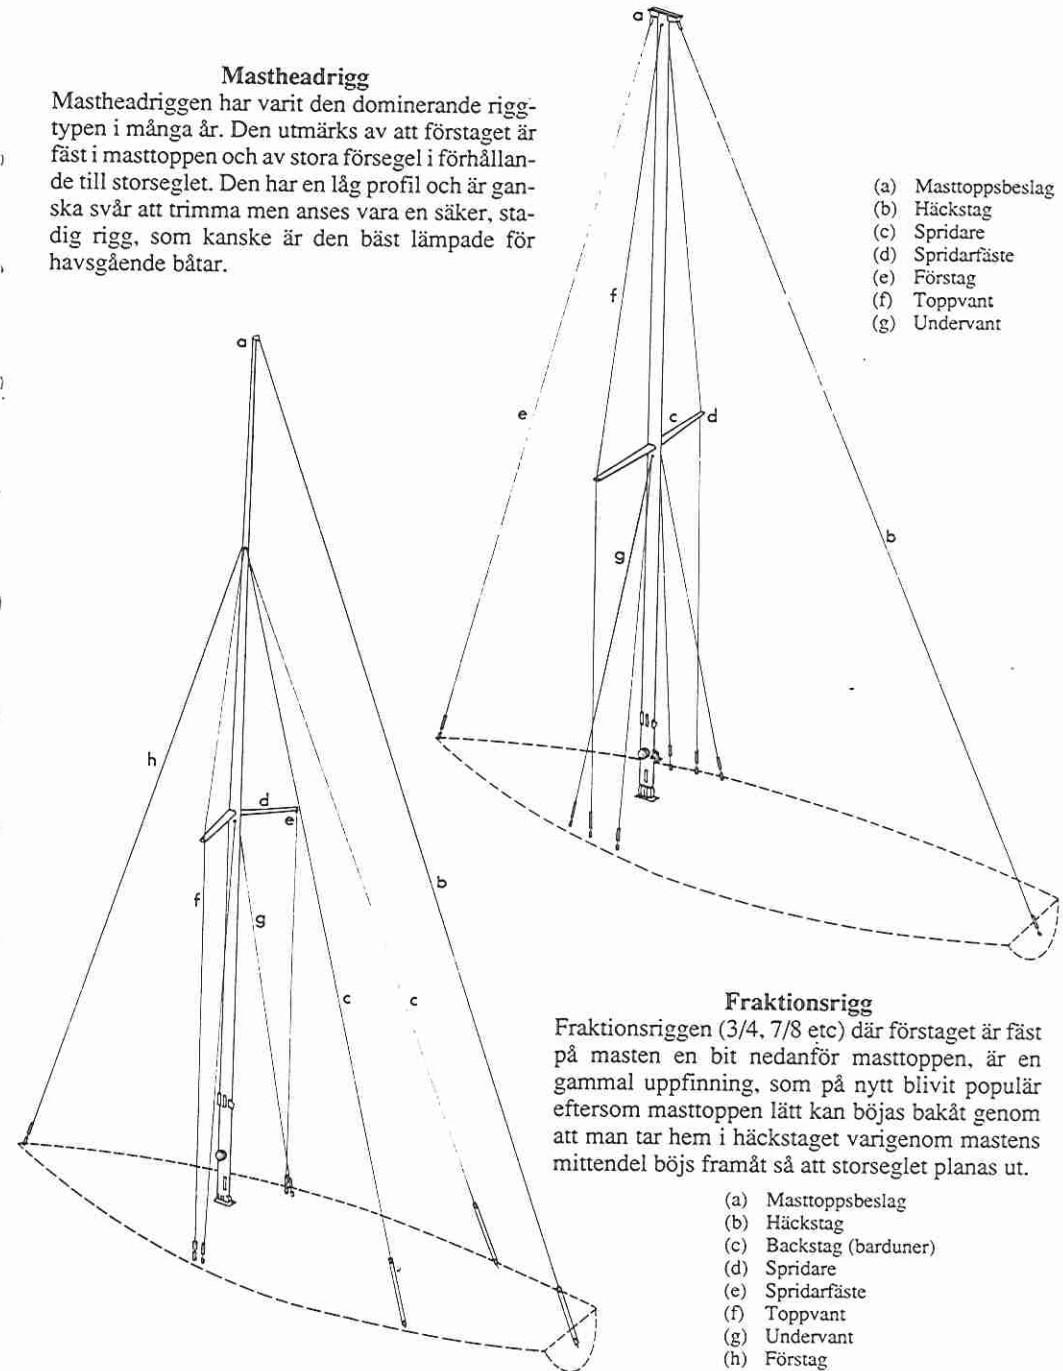 Mastheadrigg
Mastheadriggen har varit den dominerande rigg-
typen i många år. Den utmärks av att förstaget är
fäst i masttoppen och av stora försegel i förhållan-
de till storseglet. Den har en låg profil och är gan-
ska svår att trimma men anses vara en säker, sta-
dig rigg, som kanske är den bäst lämpade för
havsgående båtar.
a
f
e
c
d
g
b
(a) Masttoppsbeslag
(b) Häckstag
(c) Spridare
(d) Spridarfäste
(e) Förstag
(f) Toppvant
(g) Undervant
a
h
d
e
f
g
b
c
c
Fraktionsrigg
Fraktionsriggen (3/4, 7/8 etc) där förstaget är fäst
på masten en bit nedanför masttoppen, är en
gammal uppfinning, som på nytt blivit populär
eftersom masttoppen lätt kan böjas bakåt genom
att man tar hem i häckstaget varigenom mastens
mittendel böjs framåt så att storseglet planas ut.
(a) Masttoppsbeslag
(b) Häckstag
(c) Backstag (barduner)
(d) Spridare
(e) Spridarfäste
(f) Toppvant
(g) Undervant
(h) Förstag